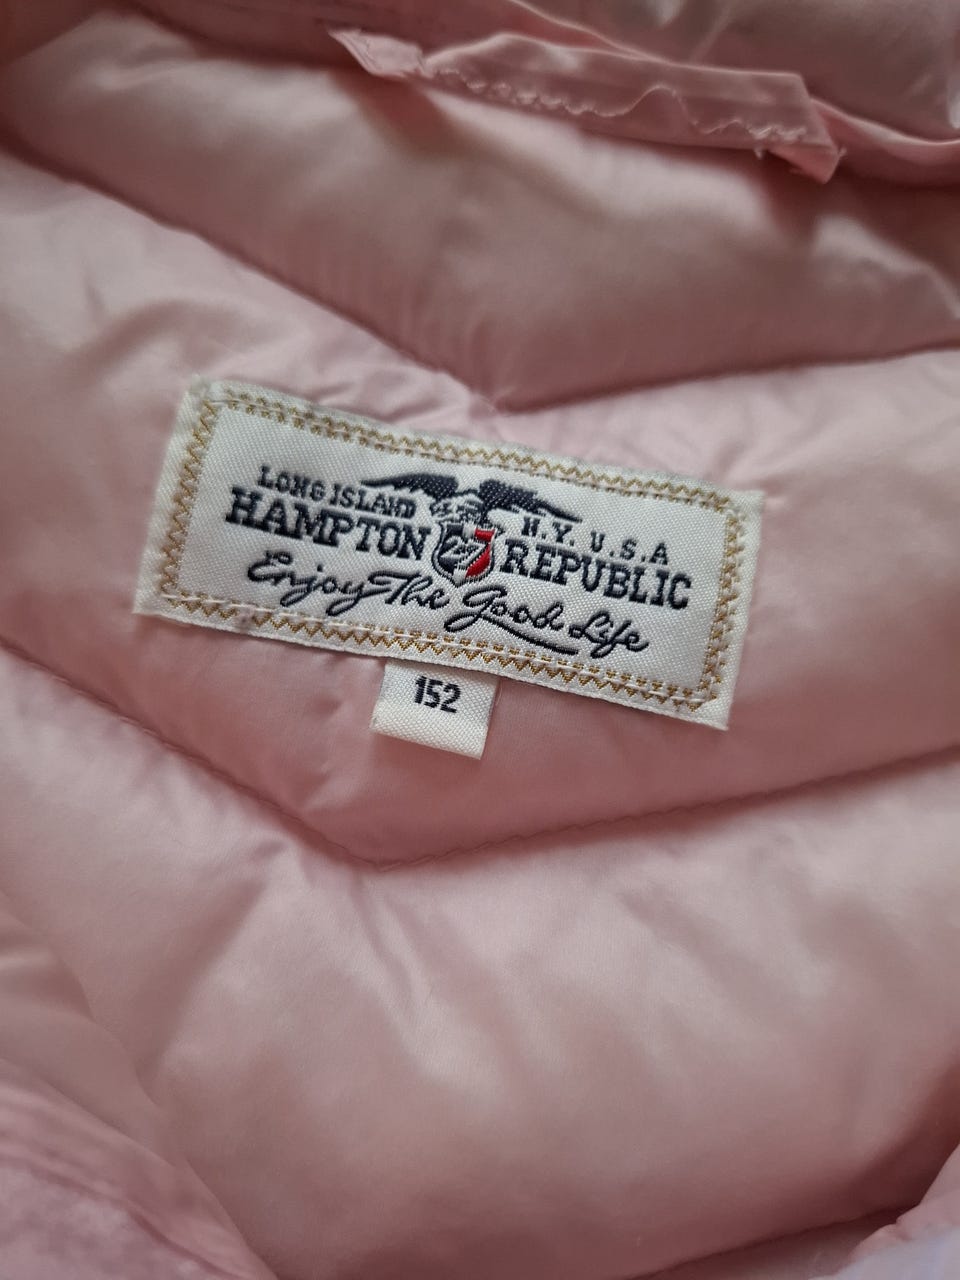 LONG ISLAND N.Y. U.S.A
HAMPTON 27 REPUBLIC
Enjoy The Good Life
152